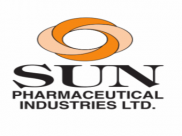 SUN
PHARMACEUTICAL
INDUSTRIES LTD.